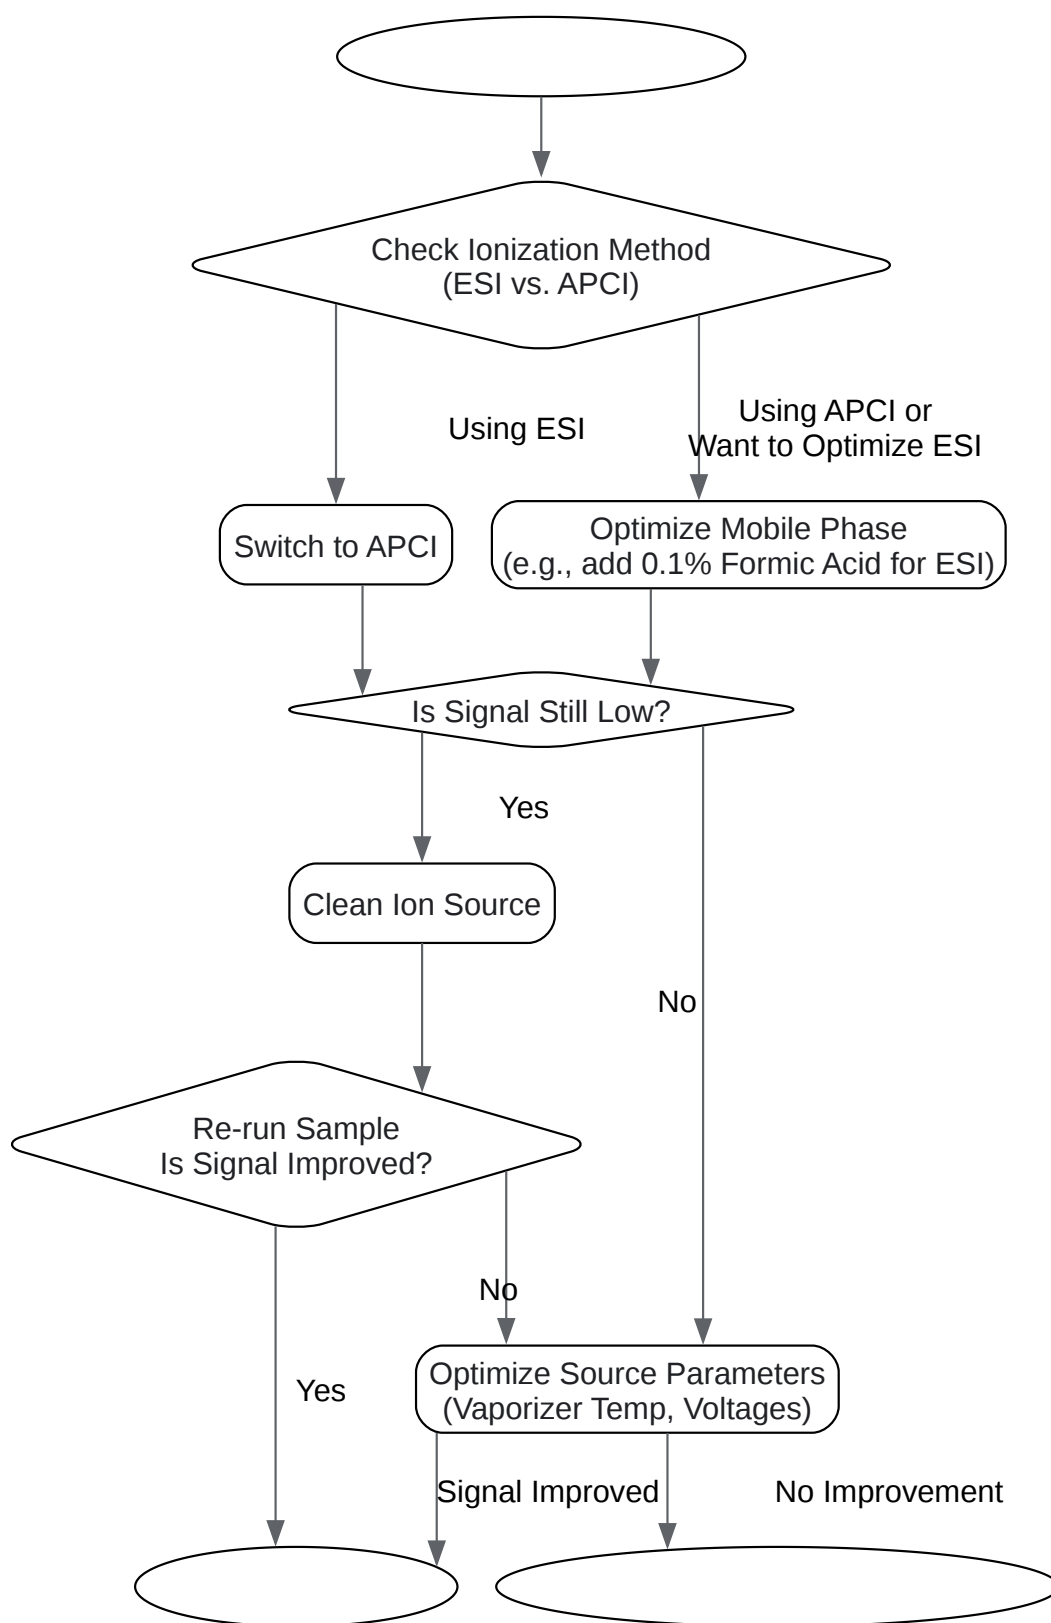 Check Ionization Method
(ESI vs. APCI)
Using ESI
Using APCI or
Want to Optimize ESI
Switch to APCI
Optimize Mobile Phase
(e.g., add 0.1% Formic Acid for ESI)
Is Signal Still Low?
Yes
Clean Ion Source
No
Re-run Sample
Is Signal Improved?
No
Yes
Optimize Source Parameters
(Vaporizer Temp, Voltages)
Signal Improved
No Improvement